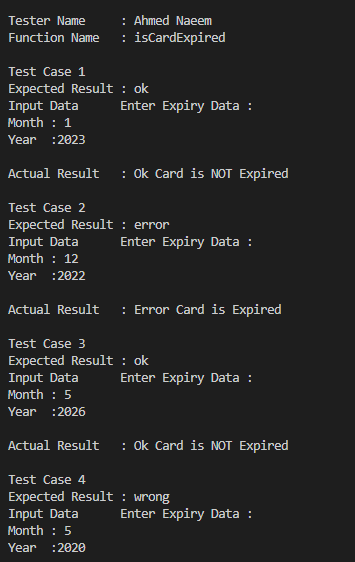 Tester Name     : Ahmed Naeem
Function Name   : isCardExpired
Test Case 1
Expected Result : ok
Input Data      Enter Expiry Data :
Month : 1
Year  :2023
Actual Result   : Ok Card is NOT Expired
Test Case 2
Expected Result : error
Input Data      Enter Expiry Data :
Month : 12
Year  :2022
Actual Result   : Error Card is Expired
Test Case 3
Expected Result : ok
Input Data      Enter Expiry Data :
Month : 5
Year  :2026
Actual Result   : Ok Card is NOT Expired
Test Case 4
Expected Result : wrong
Input Data      Enter Expiry Data :
Month : 5
Year  :2020